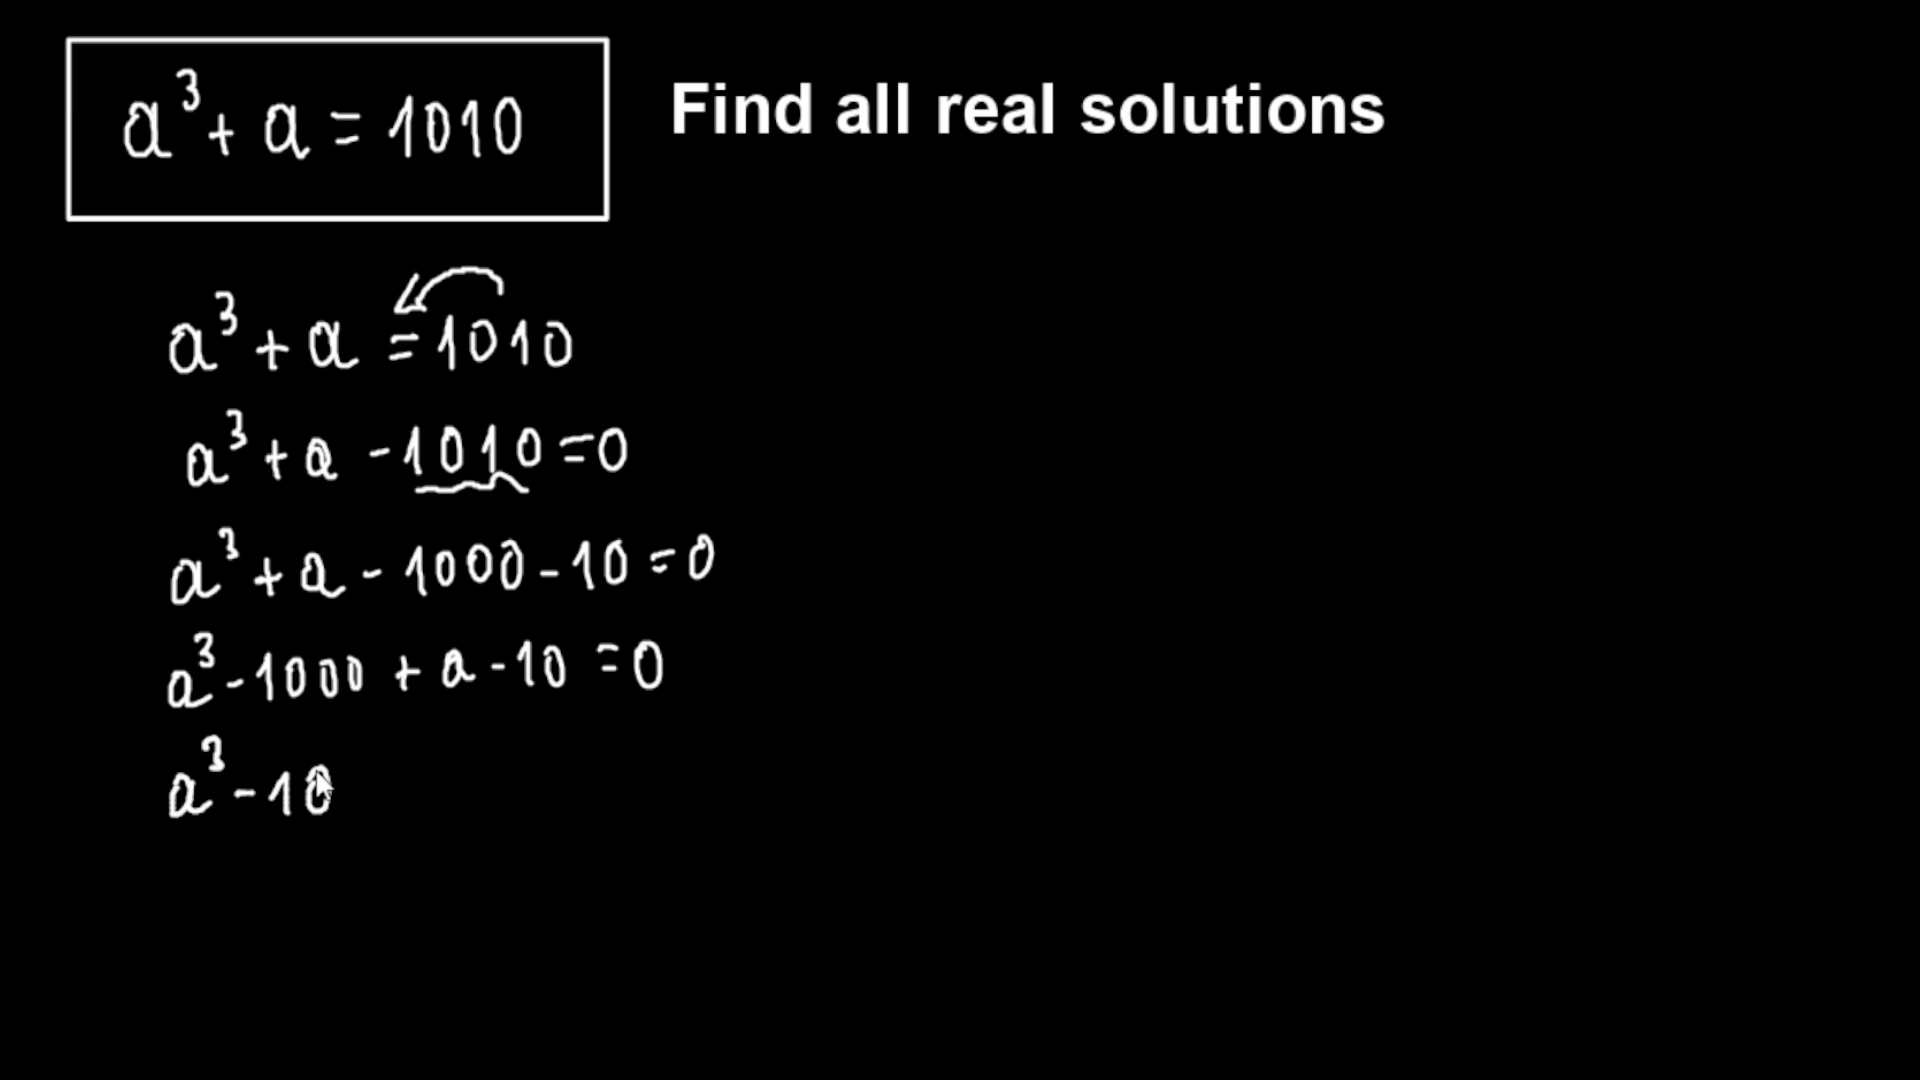 a³ + a = 1010
Find all real solutions
a³ + a = 1010
a³ + a - 1010 = 0
a³ + a - 1000 - 10 = 0
a³ - 1000 + a - 10 = 0
a³ - 10